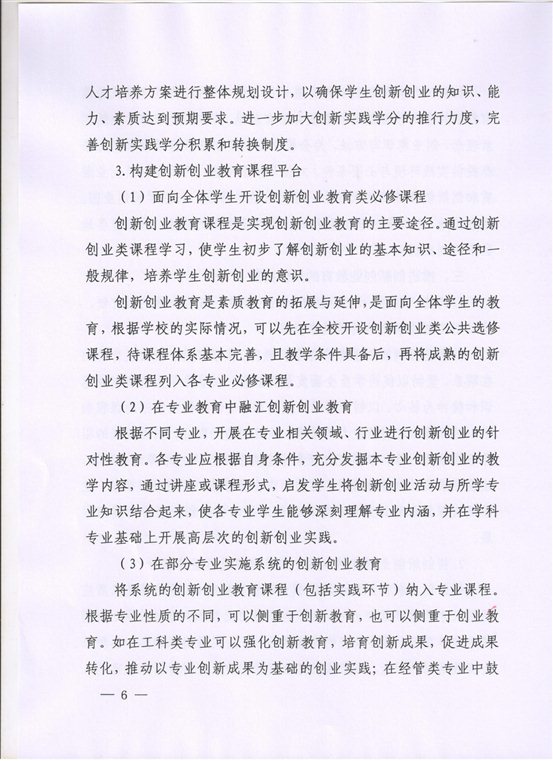 人才培养方案进行整体规划设计，以确保学生创新创业的知识、能
力、素质达到预期要求。进一步加大创新实践学分的推行力度，完
善创新实践学分积累和转换制度。
3.构建创新创业教育课程平台
（1）面向全体学生开设创新创业教育类必修课程
创新创业教育课程是实现创新创业教育的主要途径。通过创新
创业类课程学习，使学生初步了解创新创业的基本知识、途径和一
般规律，培养学生创新创业的意识。
创新创业教育是素质教育的拓展与延伸，是面向全体学生的教
育，根据学校的实际情况，可以先在全校开设创新创业类公共选修
课程，待课程体系基本完善，且教学条件具备后，再将成熟的创新
创业类课程列入各专业必修课程。
（2）在专业教育中融汇创新创业教育
根据不同专业，开展在专业相关领域、行业进行创新创业的针
对性教育。各专业应根据自身条件，充分发掘本专业创新创业的教
学内容，通过讲座或课程形式，启发学生将创新创业活动与所学专
业知识结合起来，使各专业学生能够深刻理解专业内涵，并在学科
专业基础上开展高层次的创新创业实践。
（3）在部分专业实施系统的创新创业教育
将系统的创新创业教育课程（包括实践环节）纳入专业课程。
根据专业性质的不同，可以侧重于创新教育，也可以侧重于创业教
育。如在工科类专业可以强化创新教育，培育创新成果，促进成果
转化，推动以专业创新成果为基础的创业实践；在经管类专业中鼓
— 6 —